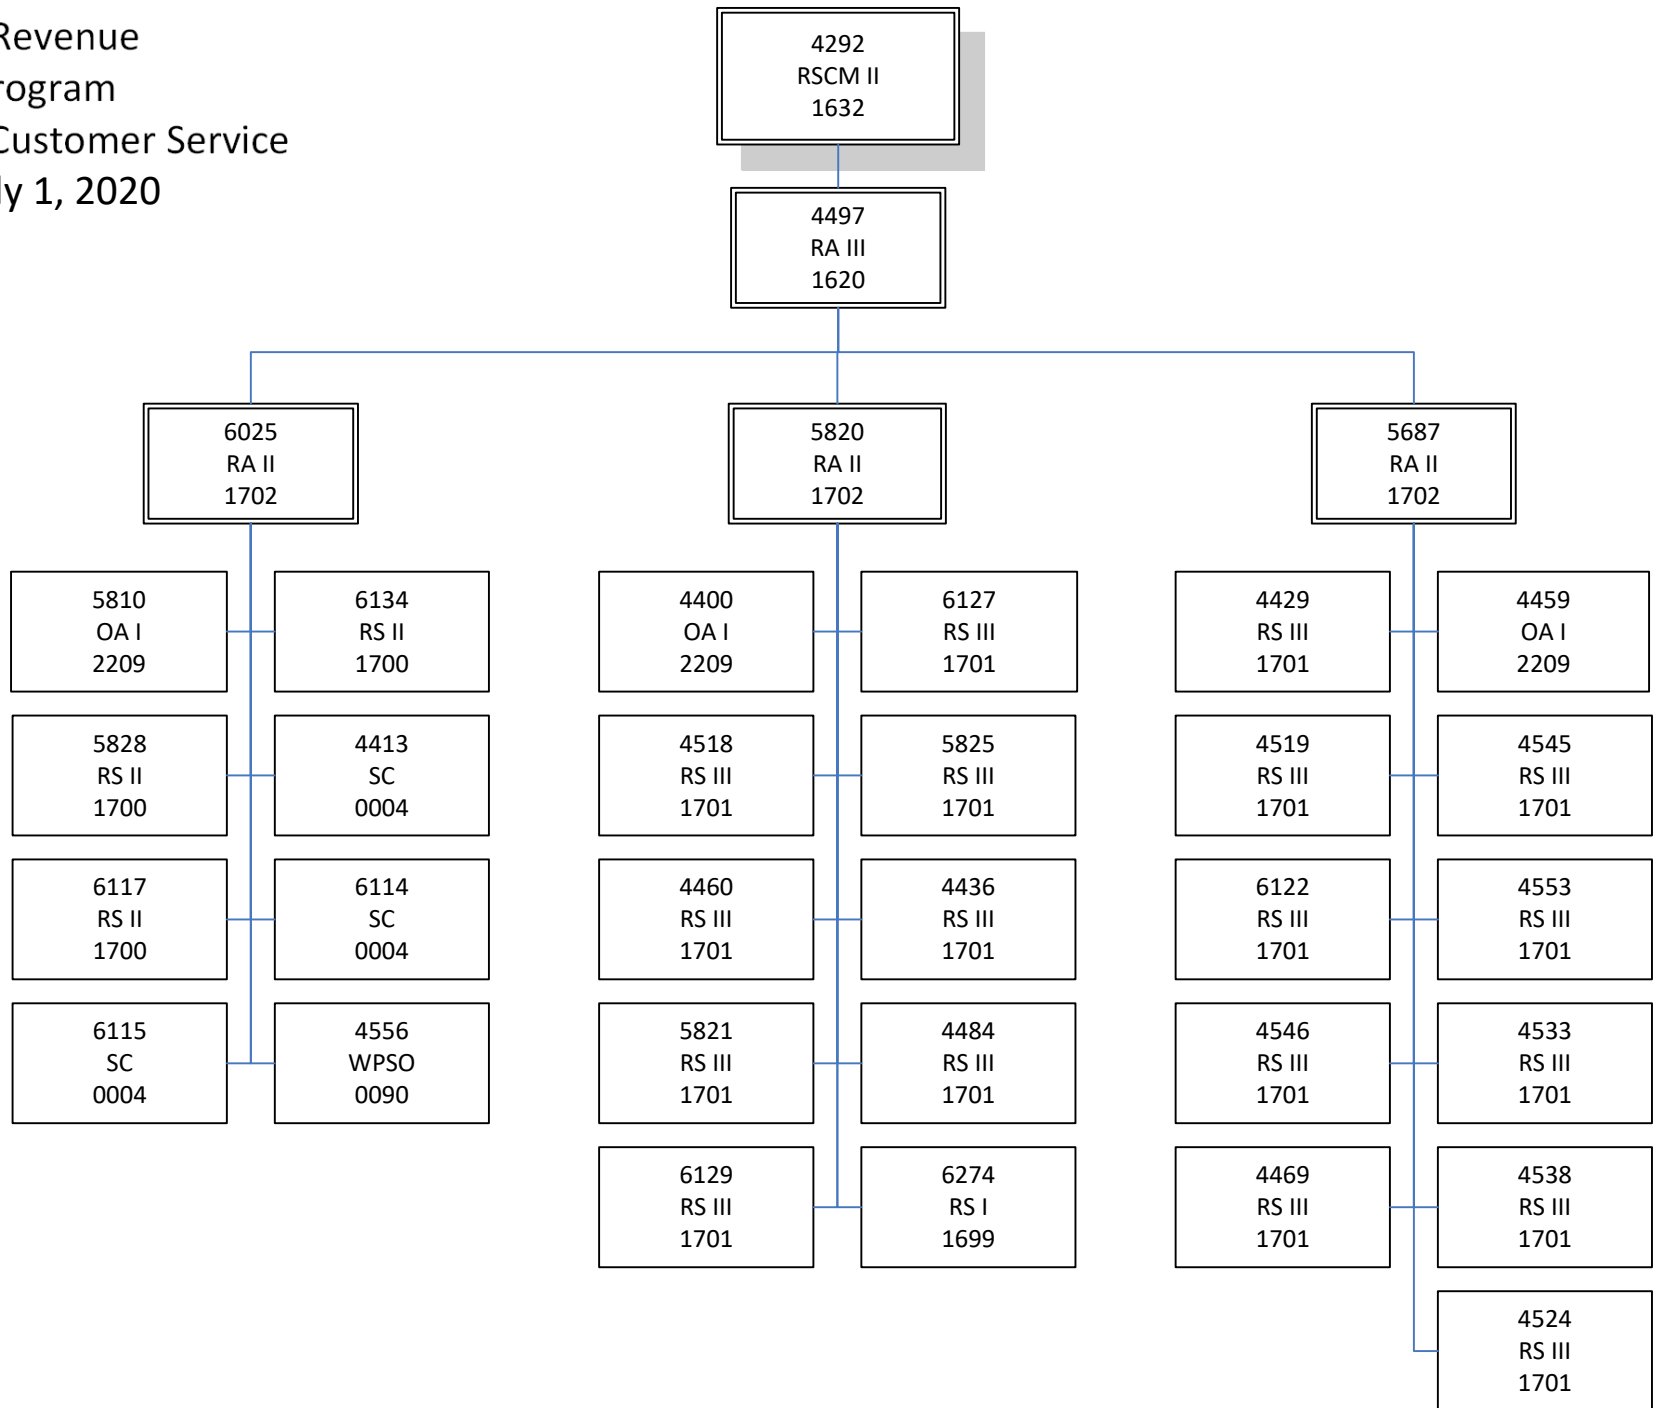 Revenue
rogram
Customer Service
ly 1, 2020
4292
RSCM II
1632
4497
RA III
1620
6025
RA II
1702
5810
OA I
2209
6134
RS II
1700
5828
RS II
1700
4413
SC
0004
6117
RS II
1700
6114
SC
0004
6115
SC
0004
4556
WPSO
0090
5820
RA II
1702
4400
OA I
2209
6127
RS III
1701
4518
RS III
1701
5825
RS III
1701
4460
RS III
1701
4436
RS III
1701
5821
RS III
1701
4484
RS III
1701
6129
RS III
1701
6274
RS I
1699
5687
RA II
1702
4429
RS III
1701
4459
OA I
2209
4519
RS III
1701
4545
RS III
1701
6122
RS III
1701
4553
RS III
1701
4546
RS III
1701
4533
RS III
1701
4469
RS III
1701
4538
RS III
1701
4524
RS III
1701